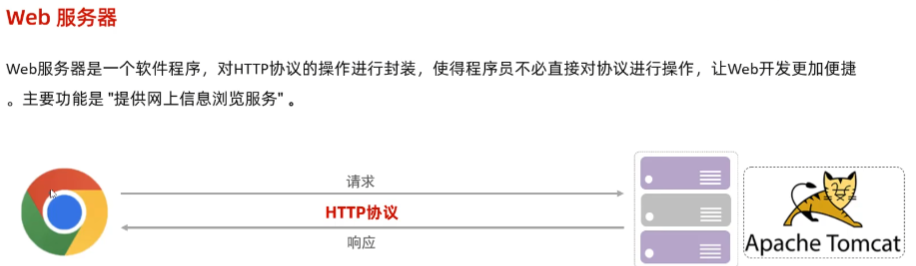 Web 服务器
Web服务器是一个软件程序，对HTTP协议的操作进行封装，使得程序员不必直接对协议进行操作，让Web开发更加便捷
。主要功能是 "提供网上信息浏览服务" 。
请求
HTTP协议
响应
Apache Tomcat